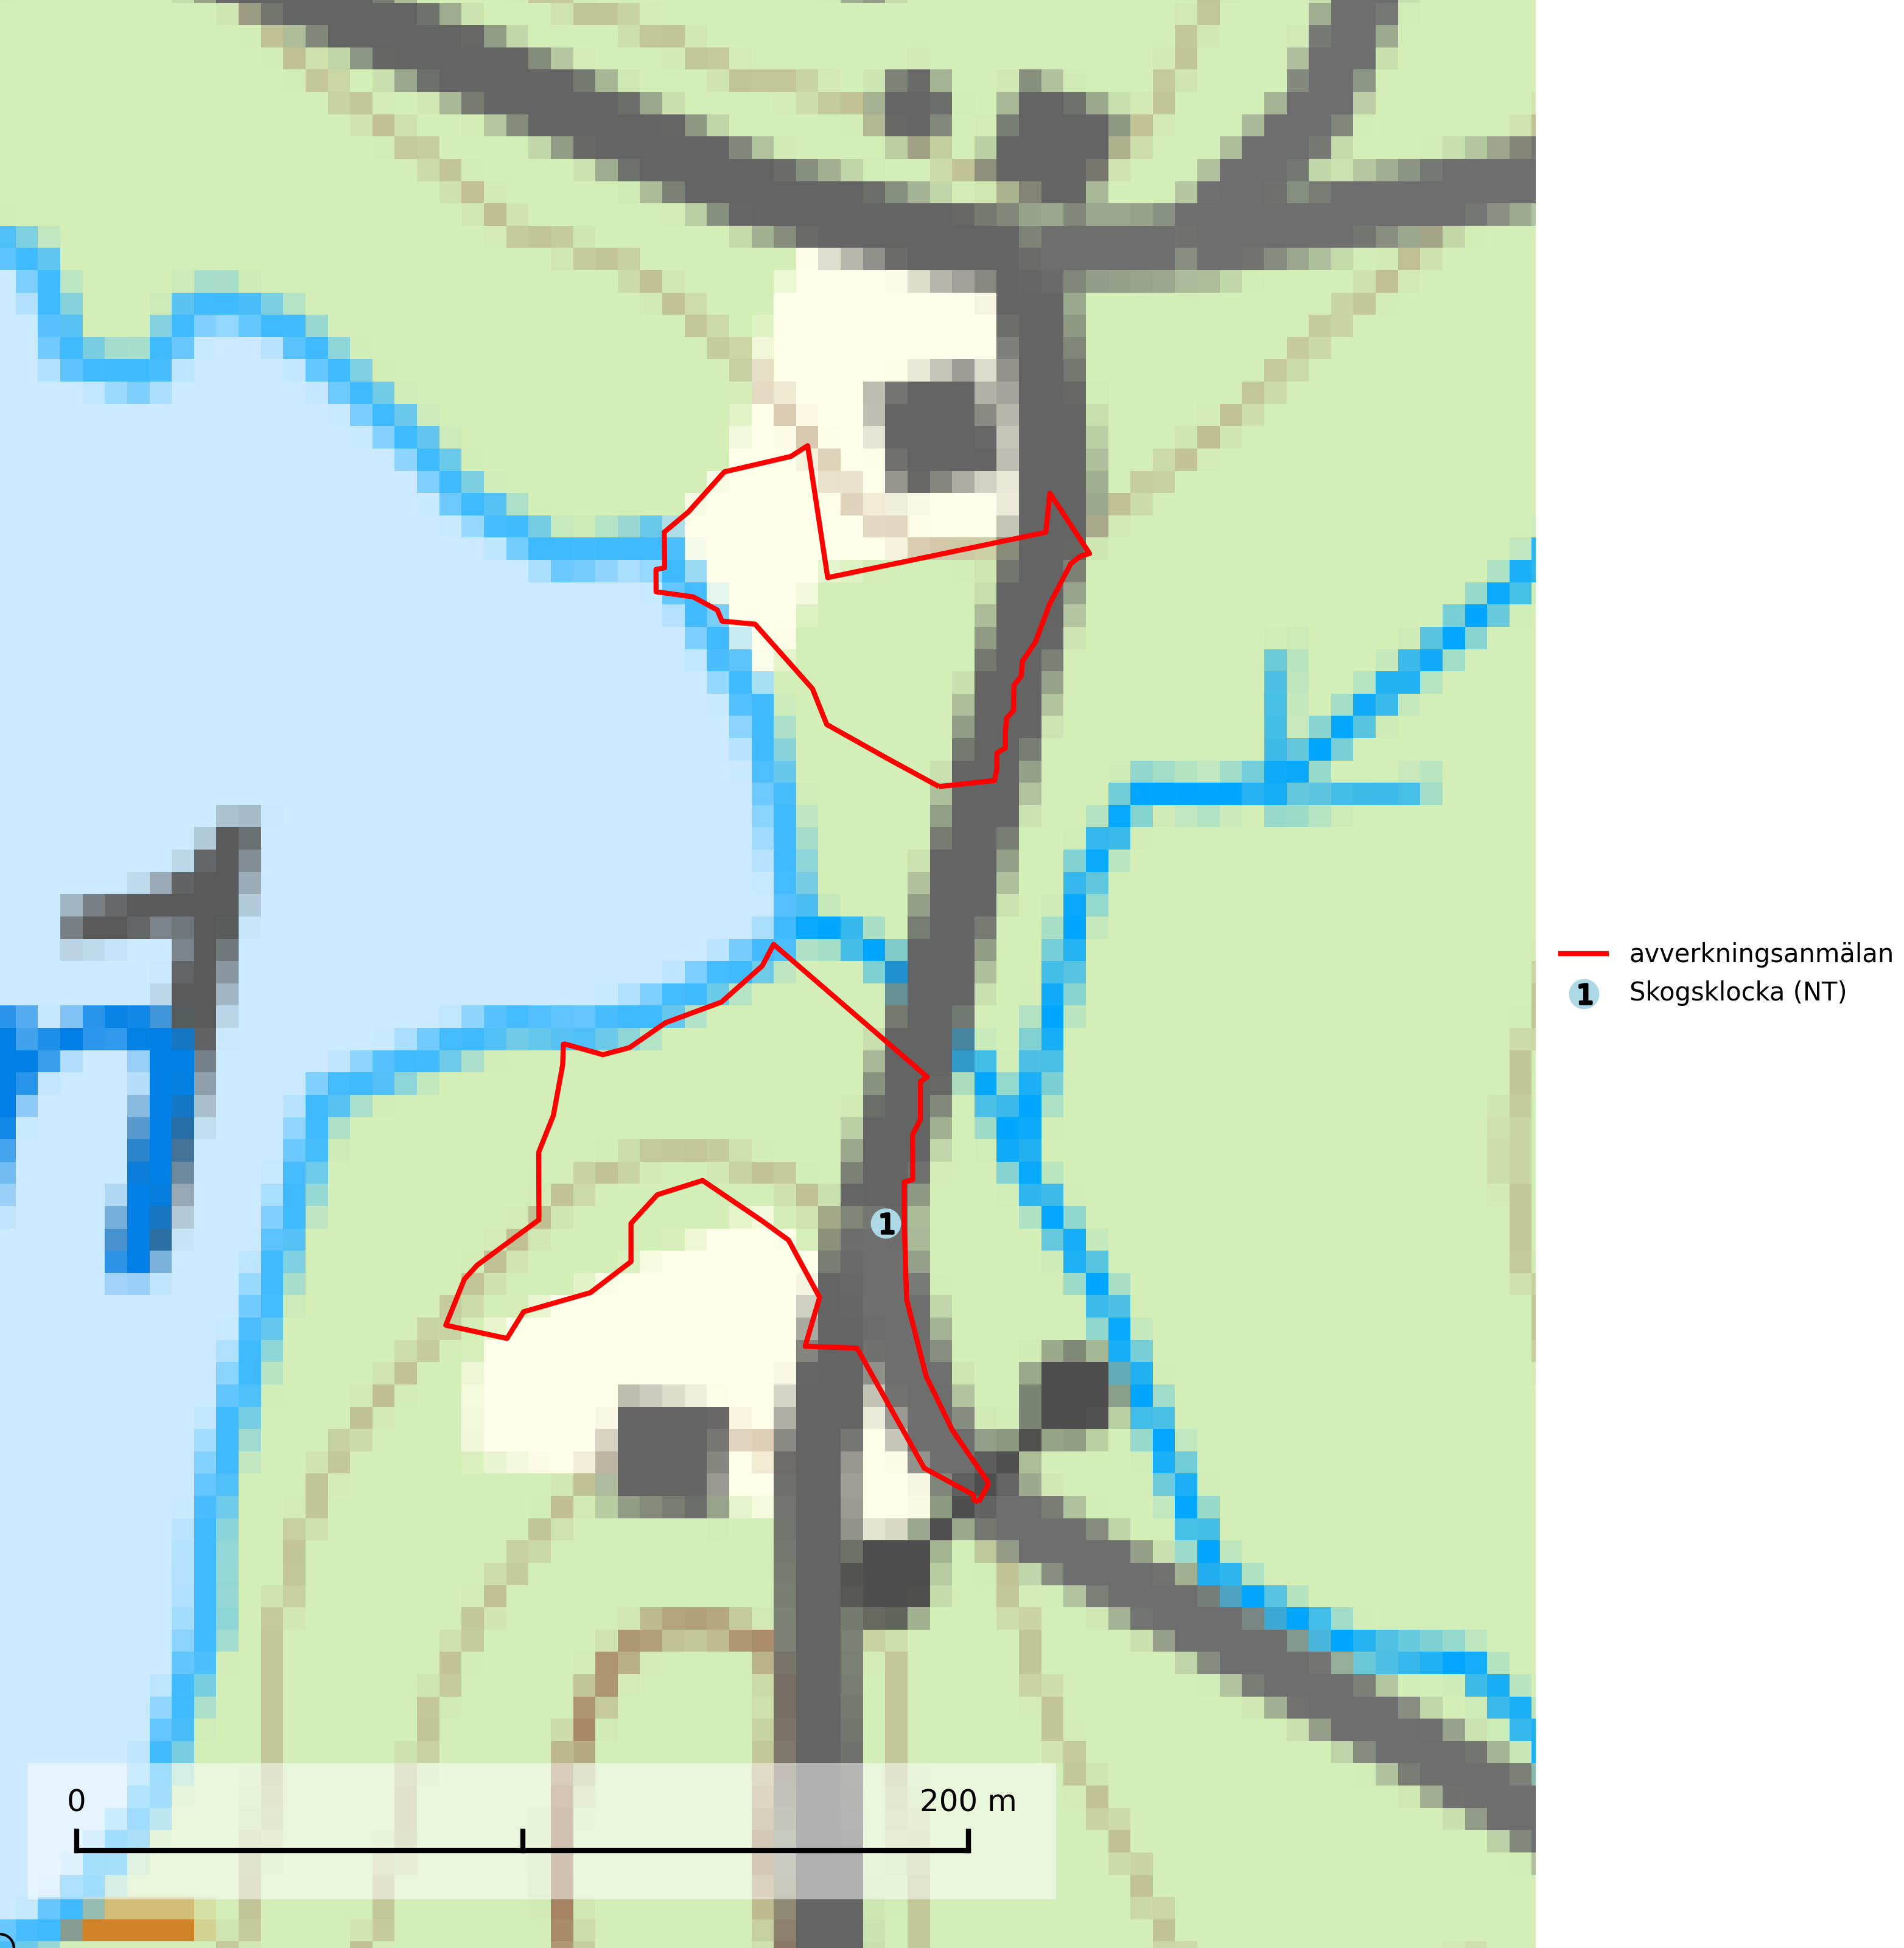 1
avverkningsanmälan
1 Skogsklocka (NT)
0 200 m